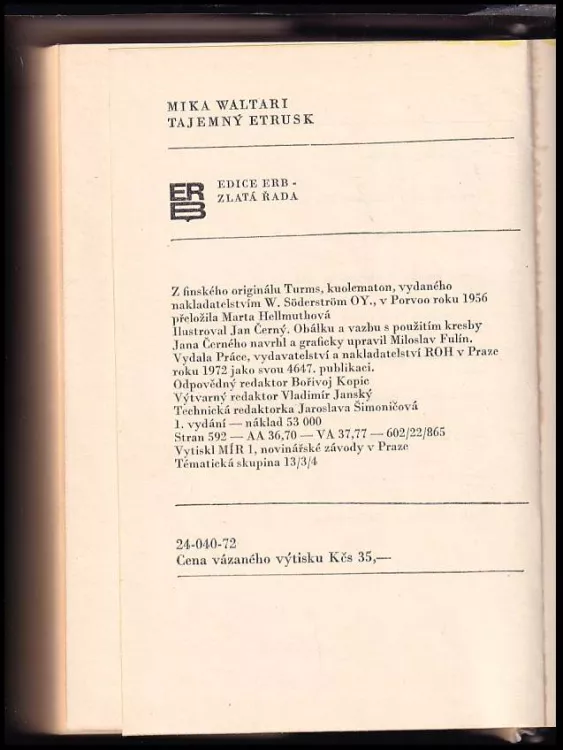 MIKA WALTARI
TAJEMNÝ ETRUSK
ERB
EDICE ERB -
ZLATÁ ŘADA
Z finského originálu Turms, kuolematon, vydaného
nakladatelstvím W. Söderström OY., v Porvoo roku 1956
přeložila Marta Hellmuthová
Ilustroval Jan Černý. Obálku a vazbu s použitím kresby
Jana Černého navrhl a graficky upravil Miloslav Fulín.
Vydala Práce, vydavatelství a nakladatelství ROH v Praze
roku 1972 jako svou 4647. publikaci.
Odpovědný redaktor Bořivoj Kopic
Výtvarný redaktor Vladimír Janský
Technická redaktorka Jaroslava Šimoníčová
1. vydání — náklad 53 000
Stran 592 — AA 36,70 — VA 37,77 — 602/22/865
Vytiskl MÍR 1, novinářské závody v Praze
Tématická skupina 13/3/4
24-040-72
Cena vázaného výtisku Kčs 35,—